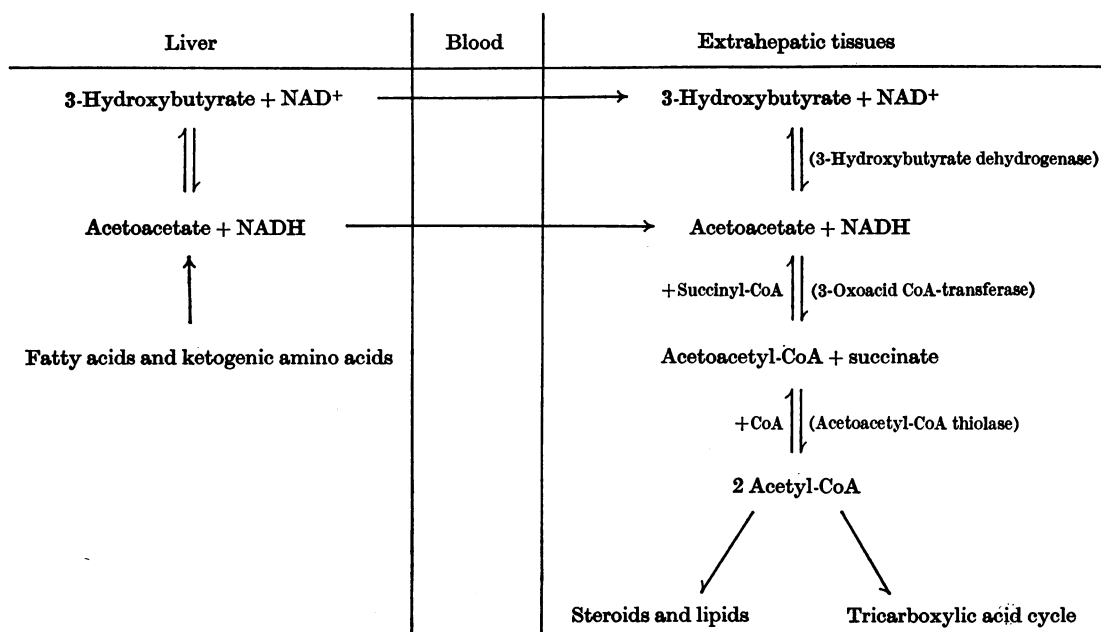 Liver Blood Extrahepatic tissues
3-Hydroxybutyrate + NAD+ 3-Hydroxybutyrate + NAD+
(3-Hydroxybutyrate dehydrogenase)
Acetoacetate + NADH Acetoacetate + NADH
+Succinyl-CoA (3-Oxoacid CoA-transferase)
Fatty acids and ketogenic amino acids Acetoacetyl-CoA + succinate
+CoA (Acetoacetyl-CoA thiolase)
2 Acetyl-CoA
Steroids and lipids Tricarboxylic acid cycle